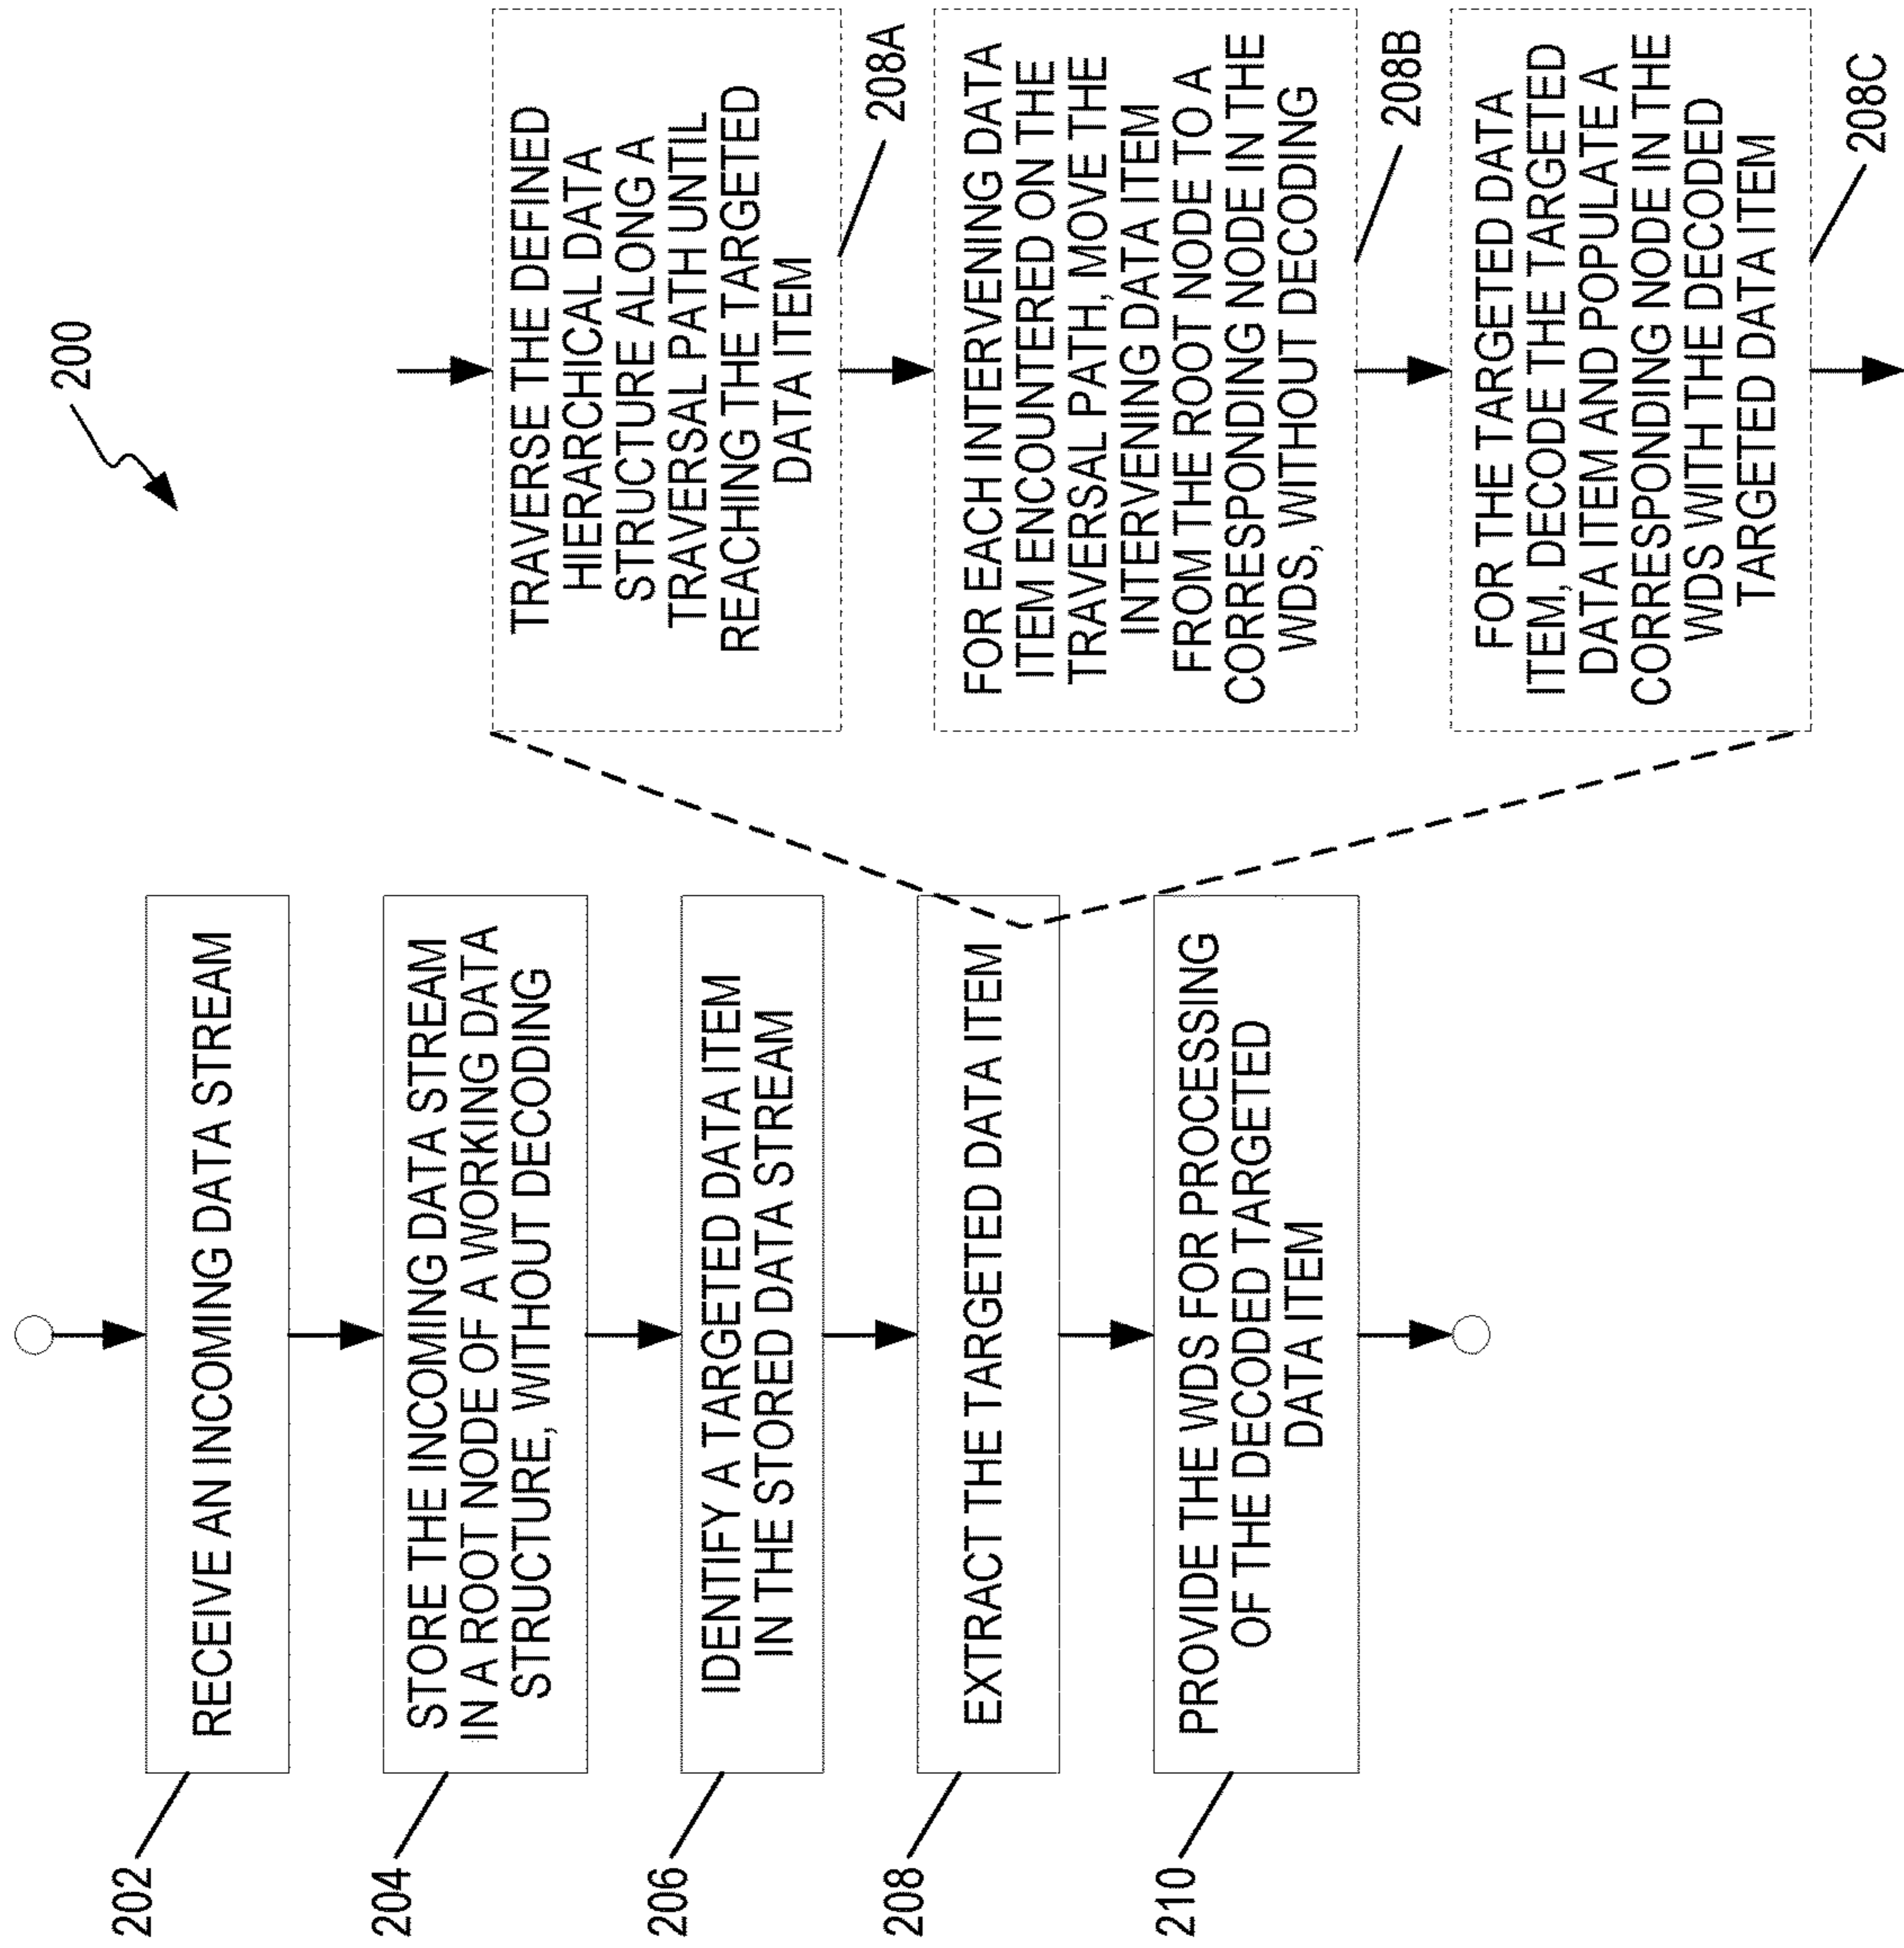 200
202
RECEIVE AN INCOMING DATA STREAM
204
STORE THE INCOMING DATA STREAM
IN A ROOT NODE OF A WORKING DATA
STRUCTURE, WITHOUT DECODING
206
IDENTIFY A TARGETED DATA ITEM
IN THE STORED DATA STREAM
208
EXTRACT THE TARGETED DATA ITEM
210
PROVIDE THE WDS FOR PROCESSING
OF THE DECODED TARGETED
DATA ITEM
TRAVERSE THE DEFINED
HIERARCHICAL DATA
STRUCTURE ALONG A
TRAVERSAL PATH UNTIL
REACHING THE TARGETED
DATA ITEM
208A
FOR EACH INTERVENING DATA
ITEM ENCOUNTERED ON THE
TRAVERSAL PATH, MOVE THE
INTERVENING DATA ITEM
FROM THE ROOT NODE TO A
CORRESPONDING NODE IN THE
WDS, WITHOUT DECODING
208B
FOR THE TARGETED DATA
ITEM, DECODE THE TARGETED
DATA ITEM AND POPULATE A
CORRESPONDING NODE IN THE
WDS WITH THE DECODED
TARGETED DATA ITEM
208C